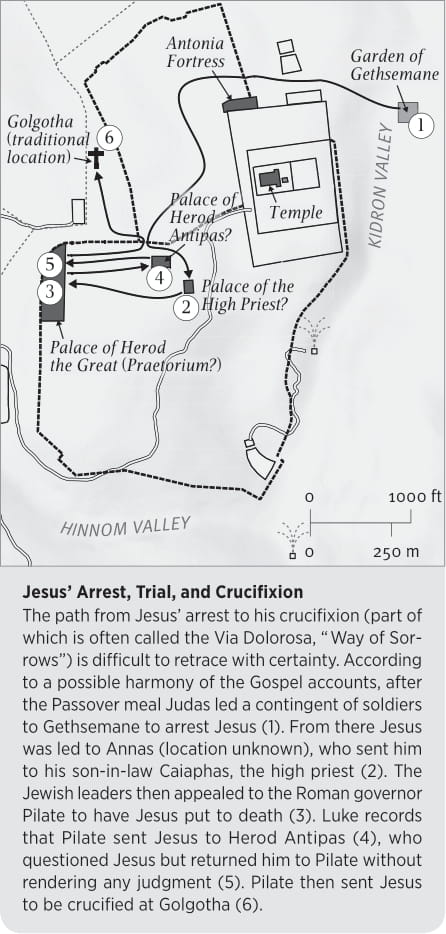 Antonia
Fortress
Garden of
Gethsemane
1
Golgotha
(traditional
location)
6
KIDRON VALLEY
Temple
Palace of
Herod
Antipas?
5
4
3
2
Palace of the
High Priest?
Palace of Herod
the Great (Praetorium?)
HINNOM VALLEY
0
1000 ft
0
250 m
Jesus’ Arrest, Trial, and Crucifixion
The path from Jesus’ arrest to his crucifixion (part of
which is often called the Via Dolorosa, “Way of Sor-
rows”) is difficult to retrace with certainty. According
to a possible harmony of the Gospel accounts, after
the Passover meal Judas led a contingent of soldiers
to Gethsemane to arrest Jesus (1). From there Jesus
was led to Annas (location unknown), who sent him
to his son-in-law Caiaphas, the high priest (2). The
Jewish leaders then appealed to the Roman governor
Pilate to have Jesus put to death (3). Luke records
that Pilate sent Jesus to Herod Antipas (4), who
questioned Jesus but returned him to Pilate without
rendering any judgment (5). Pilate then sent Jesus
to be crucified at Golgotha (6).